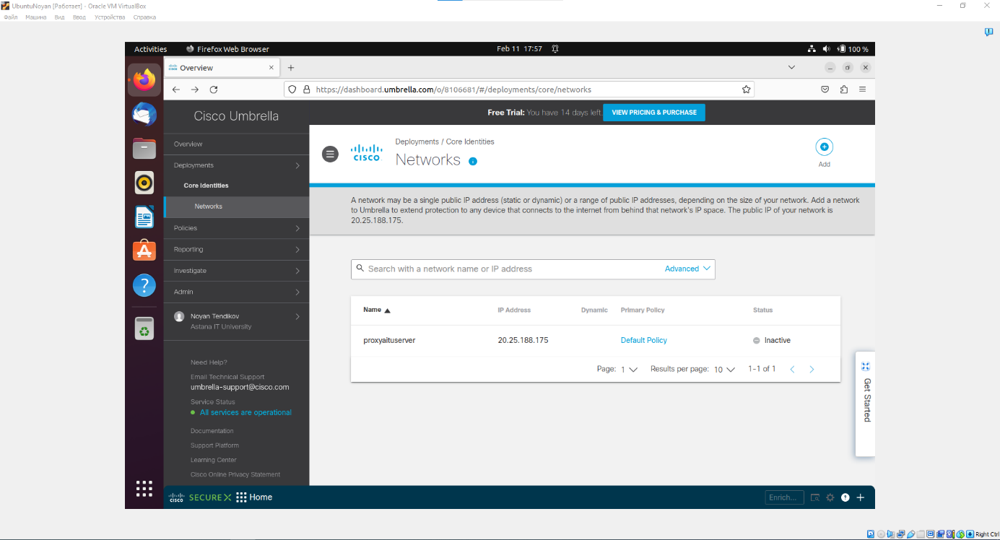 UbuntuNoyan [Работает] - Oracle VM VirtualBox
Файл Машина Вид Ввод Устройства Справка
Activities Firefox Web Browser Feb 11 17:57 100 %
Overview
https://dashboard.umbrella.com/o/8106681/#/deployments/core/networks
Cisco Umbrella
Free Trial: You have 14 days left. VIEW PRICING & PURCHASE
Overview
Deployments
Core Identities
Networks
Policies
Reporting
Investigate
Admin
Noyan Tendikov
Astana IT University
Need Help?
Email Technical Support
umbrella-support@cisco.com
Service Status
All services are operational
Documentation
Support Platform
Learning Center
Cisco Online Privacy Statement
CISCO
Deployments / Core Identities
Networks
Add
A network may be a single public IP address (static or dynamic) or a range of public IP addresses, depending on the size of your network. Add a network
to Umbrella to extend protection to any device that connects to the internet from behind that network's IP space. The public IP of your network is
20.25.188.175.
Search with a network name or IP address Advanced
Name IP Address Dynamic Primary Policy Status
proxyaituserver 20.25.188.175 Default Policy Inactive
Page: 1 Results per page: 10 1-1 of 1
Get Started
CISCO SECUREX Home Enrich...
Right Ctrl